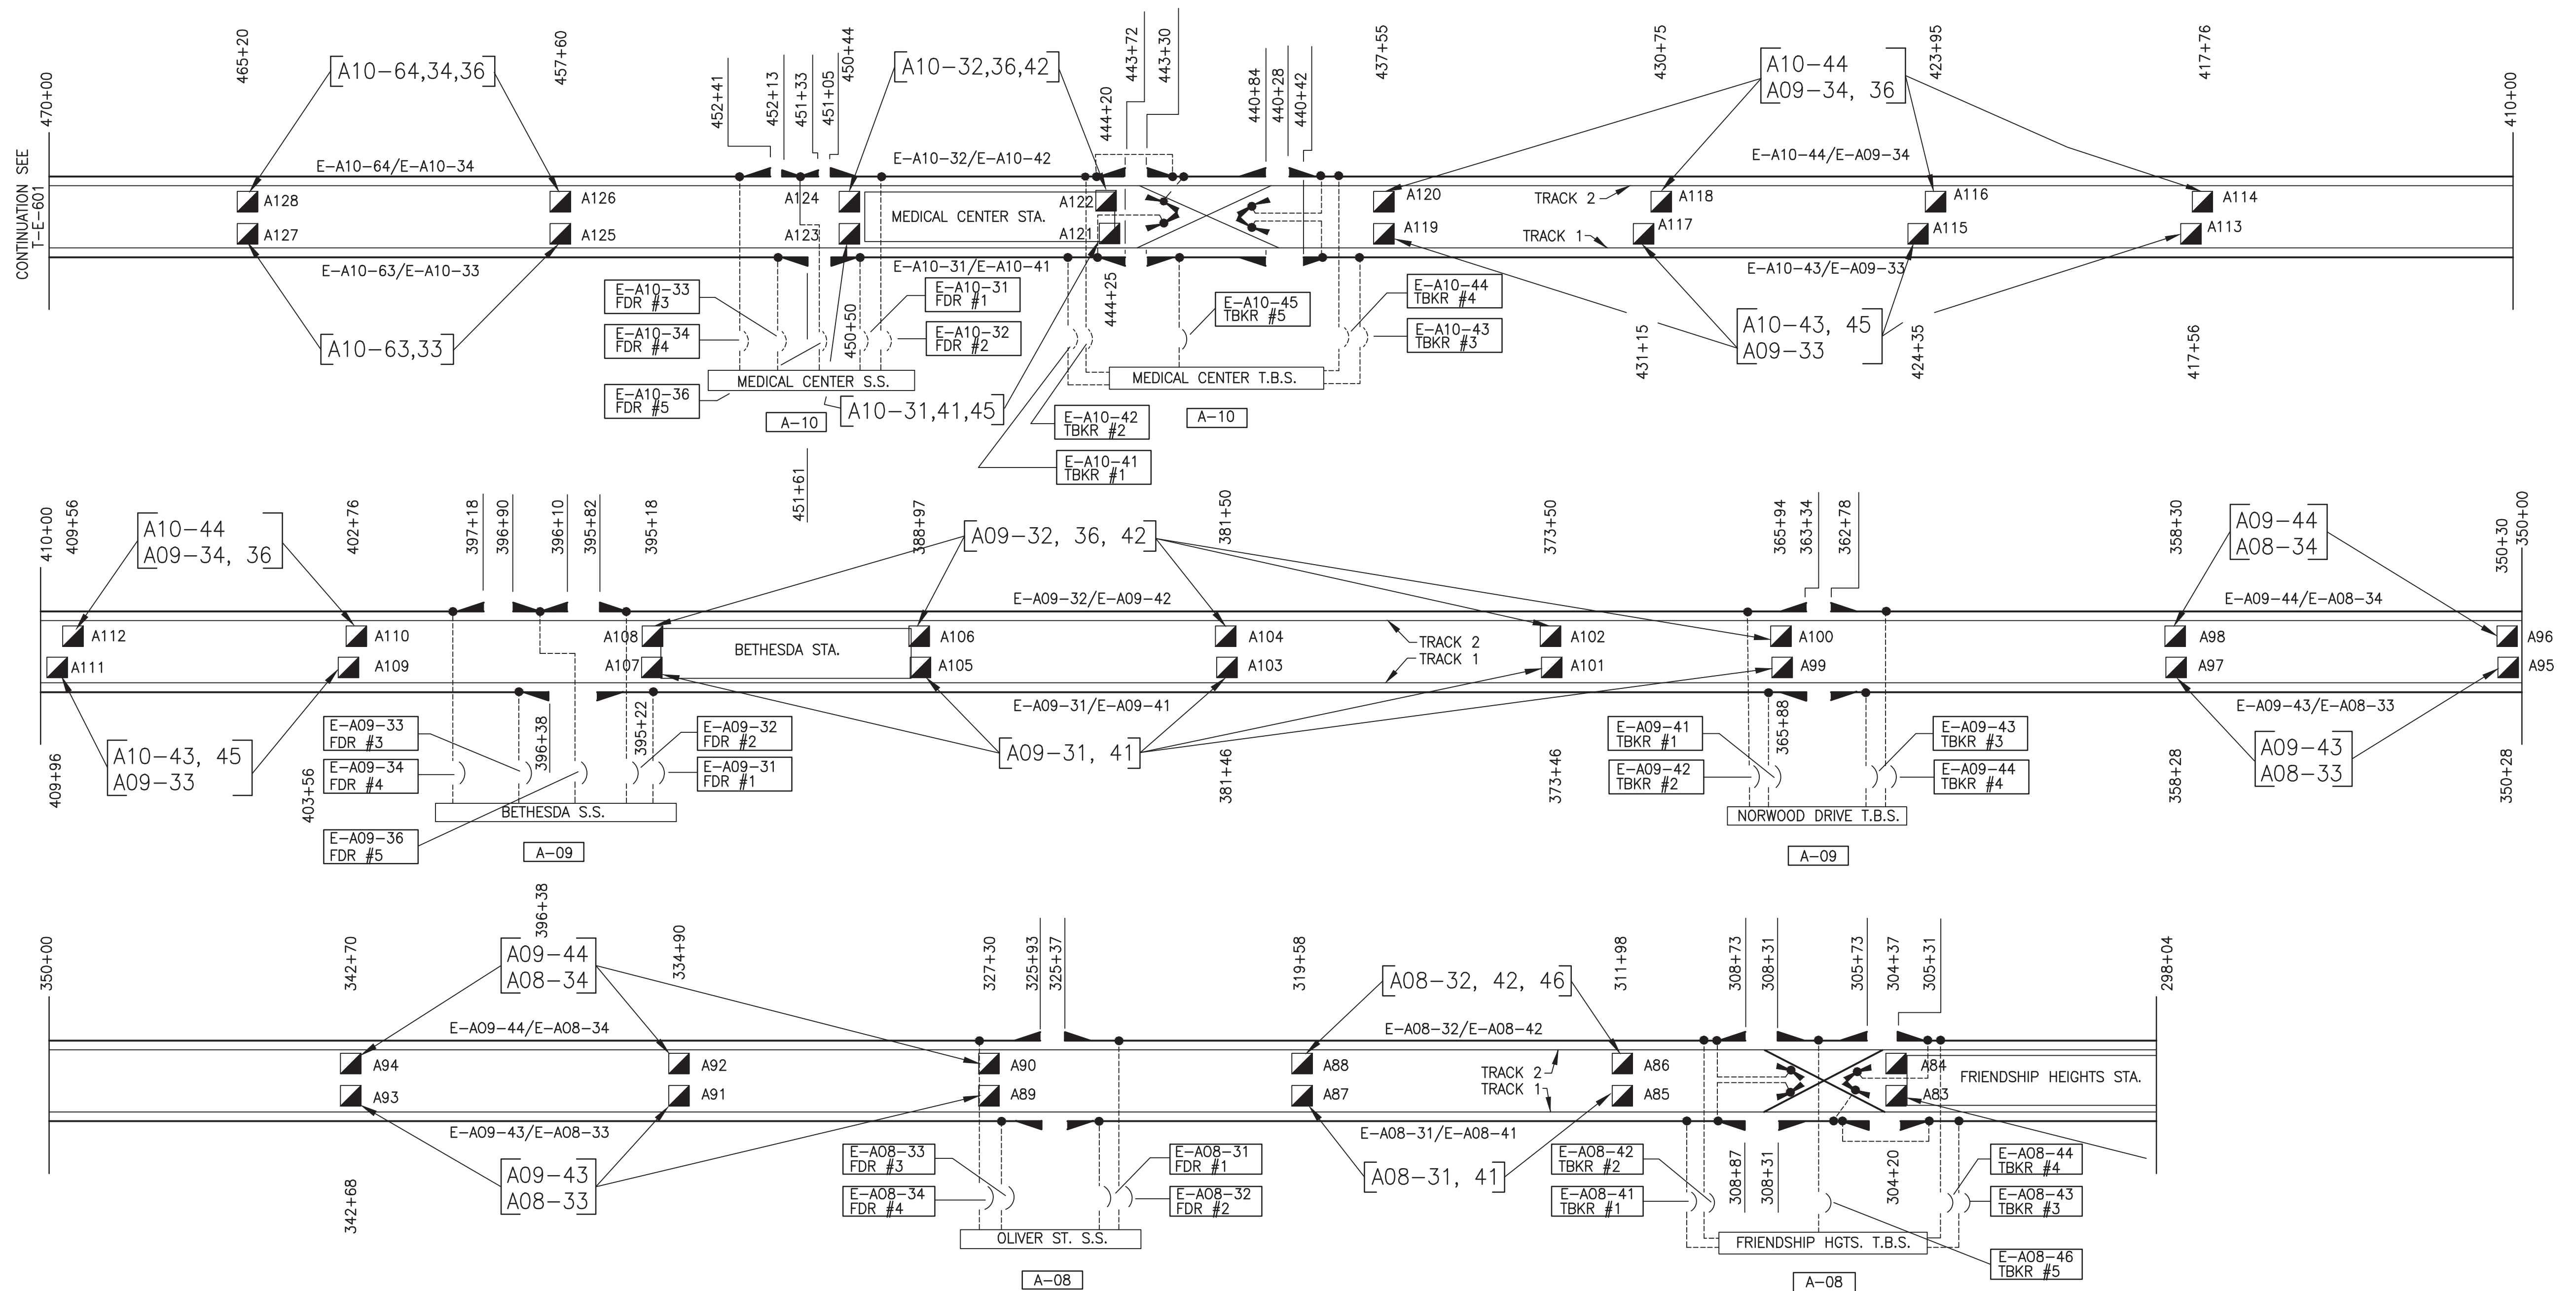 CONTINUATION SEE
T-E-601
470+00
465+20
457+60
452+41
452+13
451+33
451+05
450+44
444+20
443+72
443+30
440+84
440+28
440+42
437+55
430+75
423+95
417+76
410+00
A10-64,34,36
A10-32,36,42
A10-44
A09-34, 36
E-A10-64/E-A10-34
E-A10-32/E-A10-42
E-A10-44/E-A09-34
A128
A126
A124
A122
A120
TRACK 2
A118
A116
A114
MEDICAL CENTER STA.
A127
A125
A123
A121
A119
TRACK 1
A117
A115
A113
E-A10-63/E-A10-33
E-A10-31/E-A10-41
E-A10-43/E-A09-33
E-A10-33
FDR #3
E-A10-34
FDR #4
E-A10-36
FDR #5
450+50
E-A10-31
FDR #1
E-A10-32
FDR #2
444+25
E-A10-45
TBKR #5
E-A10-44
TBKR #4
E-A10-43
TBKR #3
431+15
424+35
417+56
A10-63,33
A10-43, 45
A09-33
MEDICAL CENTER S.S.
MEDICAL CENTER T.B.S.
A-10
A10-31,41,45
E-A10-42
TBKR #2
A-10
E-A10-41
TBKR #1
451+61
410+00
409+56
402+76
397+18
396+90
396+10
395+82
395+18
388+97
381+50
373+50
365+94
363+34
362+78
358+30
350+30
350+00
A10-44
A09-34, 36
A09-32, 36, 42
A09-44
A08-34
E-A09-32/E-A09-42
E-A09-44/E-A08-34
A112
A110
A108
A106
A104
TRACK 2
A102
A100
A98
A96
BETHESDA STA.
TRACK 1
A111
A109
A107
A105
A103
A101
A99
A97
A95
E-A09-31/E-A09-41
E-A09-43/E-A08-33
409+96
A10-43, 45
A09-33
403+56
E-A09-33
FDR #3
E-A09-34
FDR #4
E-A09-36
FDR #5
396+38
395+22
E-A09-32
FDR #2
E-A09-31
FDR #1
A09-31, 41
381+46
373+46
E-A09-41
TBKR #1
E-A09-42
TBKR #2
365+88
E-A09-43
TBKR #3
E-A09-44
TBKR #4
358+28
A09-43
A08-33
350+28
BETHESDA S.S.
NORWOOD DRIVE T.B.S.
A-09
A-09
350+00
342+70
396+38
334+90
327+30
325+93
325+37
319+58
311+98
308+73
308+31
305+73
304+37
305+31
298+04
A09-44
A08-34
A08-32, 42, 46
E-A09-44/E-A08-34
E-A08-32/E-A08-42
A94
A92
A90
A88
TRACK 2
A86
A84
FRIENDSHIP HEIGHTS STA.
A93
A91
A89
A87
TRACK 1
A85
A83
E-A09-43/E-A08-33
E-A08-31/E-A08-41
342+68
A09-43
A08-33
E-A08-33
FDR #3
E-A08-34
FDR #4
E-A08-31
FDR #1
E-A08-32
FDR #2
A08-31, 41
E-A08-42
TBKR #2
E-A08-41
TBKR #1
308+87
308+31
304+20
E-A08-44
TBKR #4
E-A08-43
TBKR #3
E-A08-46
TBKR #5
OLIVER ST. S.S.
FRIENDSHIP HGTS. T.B.S.
A-08
A-08